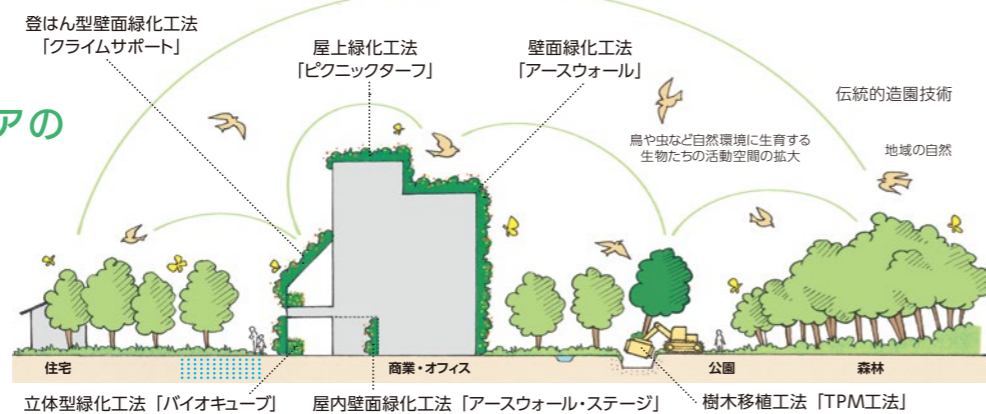 登はん型壁面緑化工法
「クライムサポート」
屋上緑化工法
「ピクニックターフ」
壁面緑化工法
「アースウォール」
アの
伝統的造園技術
鳥や虫など自然環境に生育する
生物たちの活動空間の拡大
地域の自然
住宅
商業・オフィス
公園
森林
立体型緑化工法「バイオキューブ」
屋内壁面緑化工法「アースウォール・ステージ」
樹木移植工法「TPM工法」